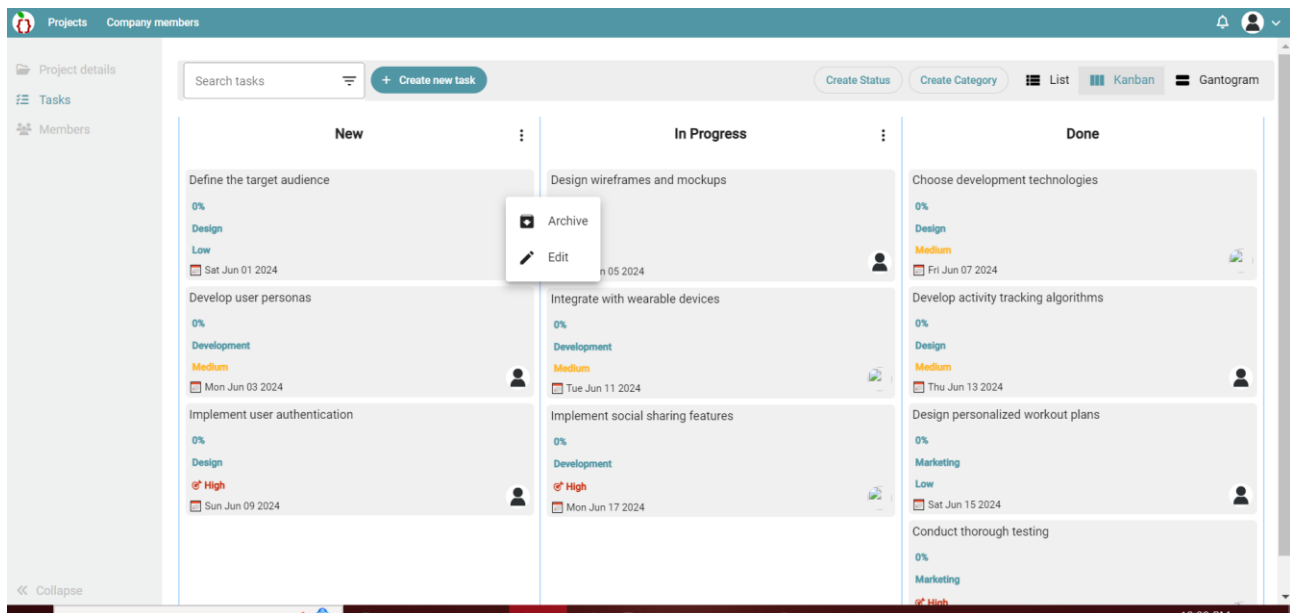 Projects Company members
Project details
Tasks
Members
Collapse
Search tasks
+ Create new task
Create Status
Create Category
List
Kanban
Gantogram
New
Define the target audience
0%
Design
Low
Sat Jun 01 2024
Develop user personas
0%
Development
Medium
Mon Jun 03 2024
Implement user authentication
0%
Design
High
Sun Jun 09 2024
Archive
Edit
In Progress
Design wireframes and mockups
05 2024
Integrate with wearable devices
0%
Development
Medium
Tue Jun 11 2024
Implement social sharing features
0%
Development
High
Mon Jun 17 2024
Done
Choose development technologies
0%
Design
Medium
Fri Jun 07 2024
Develop activity tracking algorithms
0%
Design
Medium
Thu Jun 13 2024
Design personalized workout plans
0%
Marketing
Low
Sat Jun 15 2024
Conduct thorough testing
0%
Marketing
High